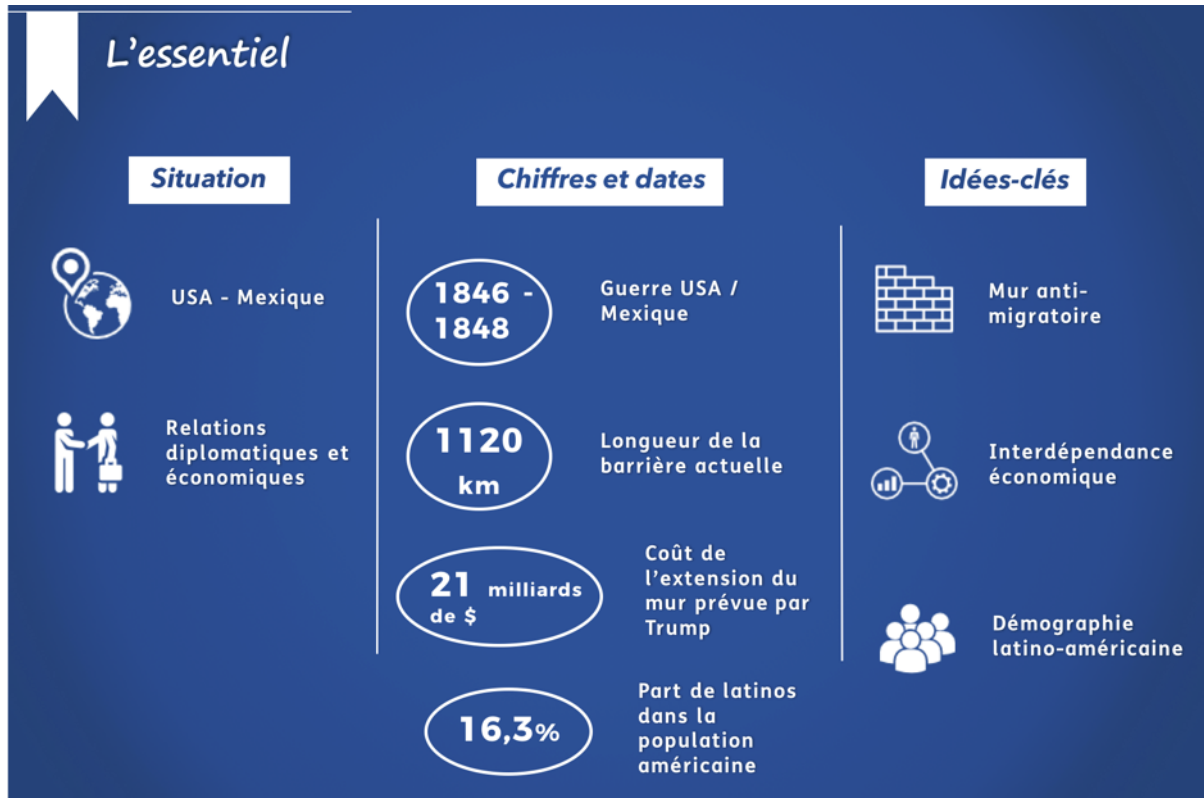 L'essentiel
Situation
USA - Mexique
Relations
diplomatiques et
économiques
Chiffres et dates
1846 -
1848
Guerre USA /
Mexique
1120
km
Longueur de la
barrière actuelle
21 milliards
de $
Coût de
l'extension du
mur prévue par
Trump
16,3%
Part de latinos
dans la
population
américaine
Idées-clés
Mur anti-
migratoire
Interdépendance
économique
Démographie
latino-américaine